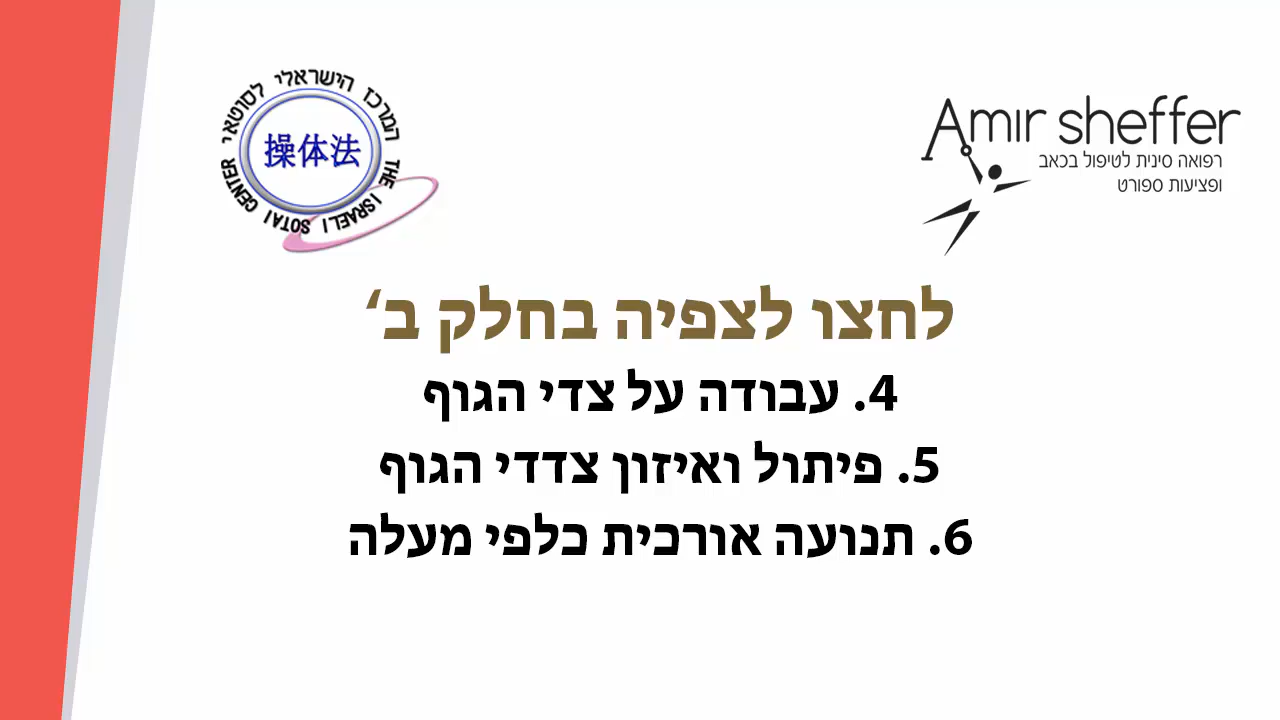 המרכז הישראלי לסוטאי
操体法
THE ISRAELI SOTAI CENTER
Amir sheffer
רפואה סינית לטיפול בכאב
ופציעות ספורט
לחצו לצפיה בחלק ב‘
4. עבודה על צדי הגוף
5. פיתול ואיזון צדדי הגוף
6. תנועה אורכית כלפי מעלה